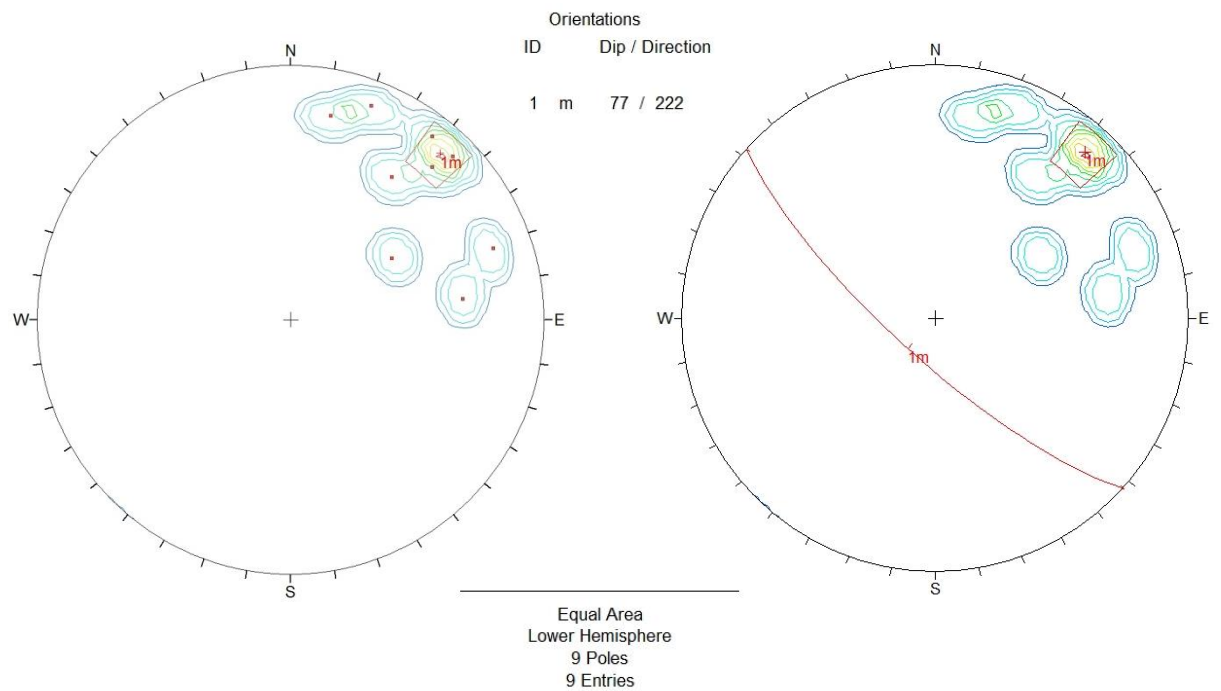 Orientations
ID Dip / Direction
1 m 77 / 222
N
W
E
S
1m
N
W
E
S
1m
1m
Equal Area
Lower Hemisphere
9 Poles
9 Entries